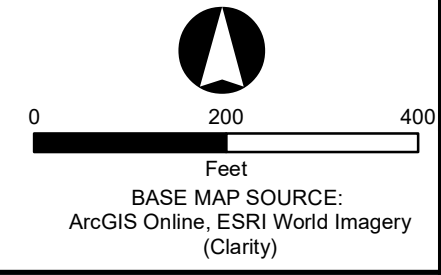 0 200 400
Feet
BASE MAP SOURCE:
ArcGIS Online, ESRI World Imagery
(Clarity)